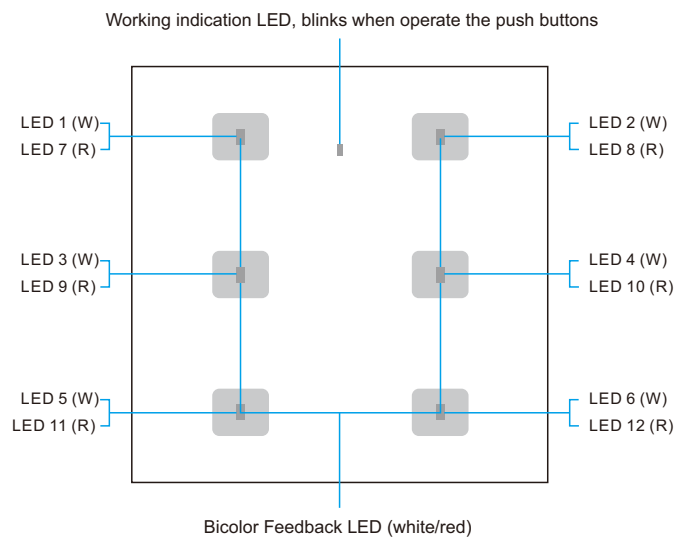 Working indication LED, blinks when operate the push buttons
LED 1 (W)
LED 7 (R)
LED 2 (W)
LED 8 (R)
LED 3 (W)
LED 9 (R)
LED 4 (W)
LED 10 (R)
LED 5 (W)
LED 11 (R)
LED 6 (W)
LED 12 (R)
Bicolor Feedback LED (white/red)